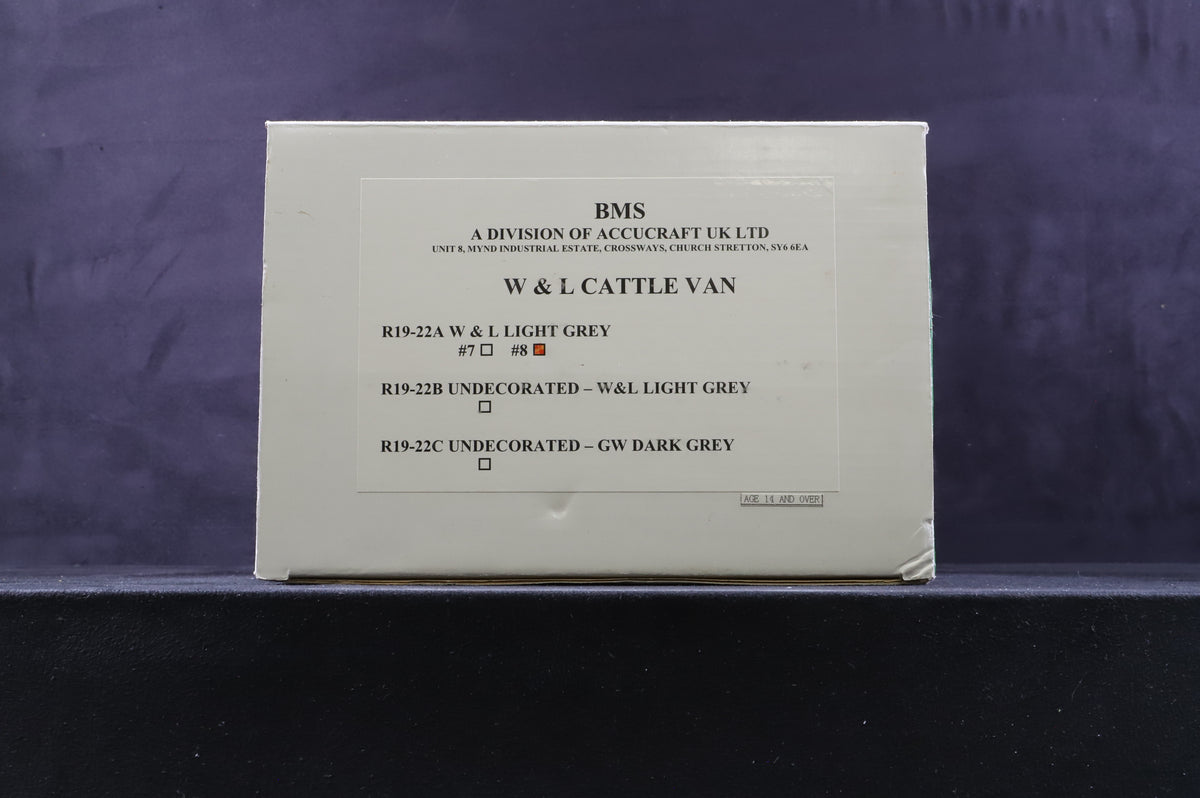 BMS
A DIVISION OF ACCUCRAFT UK LTD
UNIT 8, MYND INDUSTRIAL ESTATE, CROSSWAYS, CHURCH STRETTON, SY6 6EA
W & L CATTLE VAN
R19-22A W & L LIGHT GREY
#7 ☐ #8 ☒
R19-22B UNDECORATED – W&L LIGHT GREY
☐
R19-22C UNDECORATED – GW DARK GREY
☐
AGE 14 AND OVER